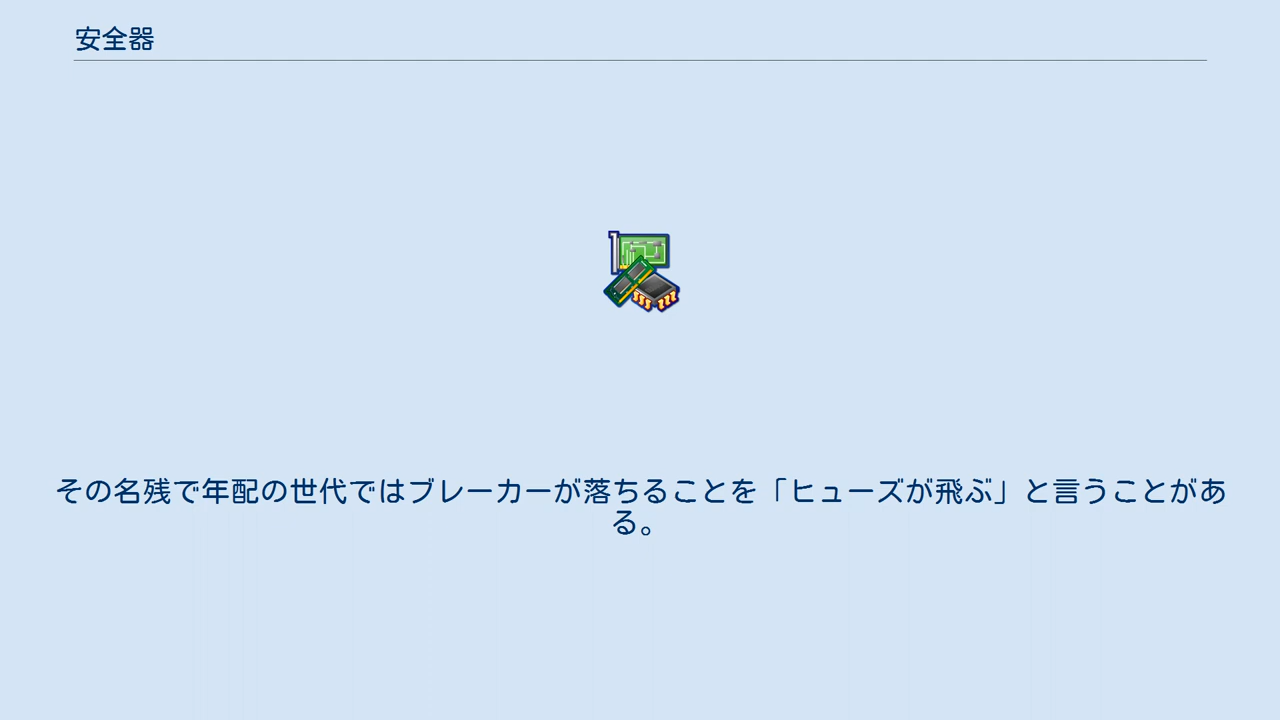 安全器
その名残で年配の世代ではブレーカーが落ちることを「ヒューズが飛ぶ」と言うことがあ
る。